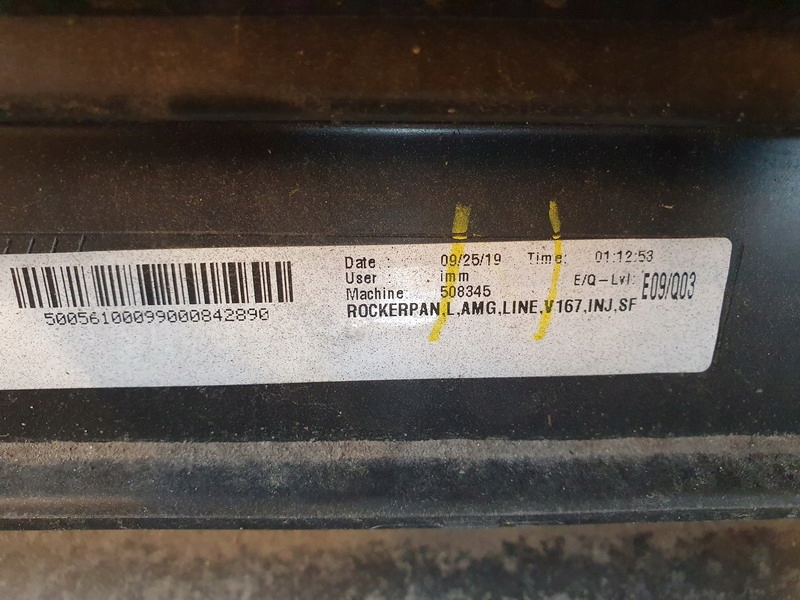 Date : 09/25/19 Time: 01:12:53
User : imm E/Q-Lvl: E09/Q03
Machine: 508345
ROCKERPAN,L,AMG,LINE,V167,INJ,SF
50056100099000842890